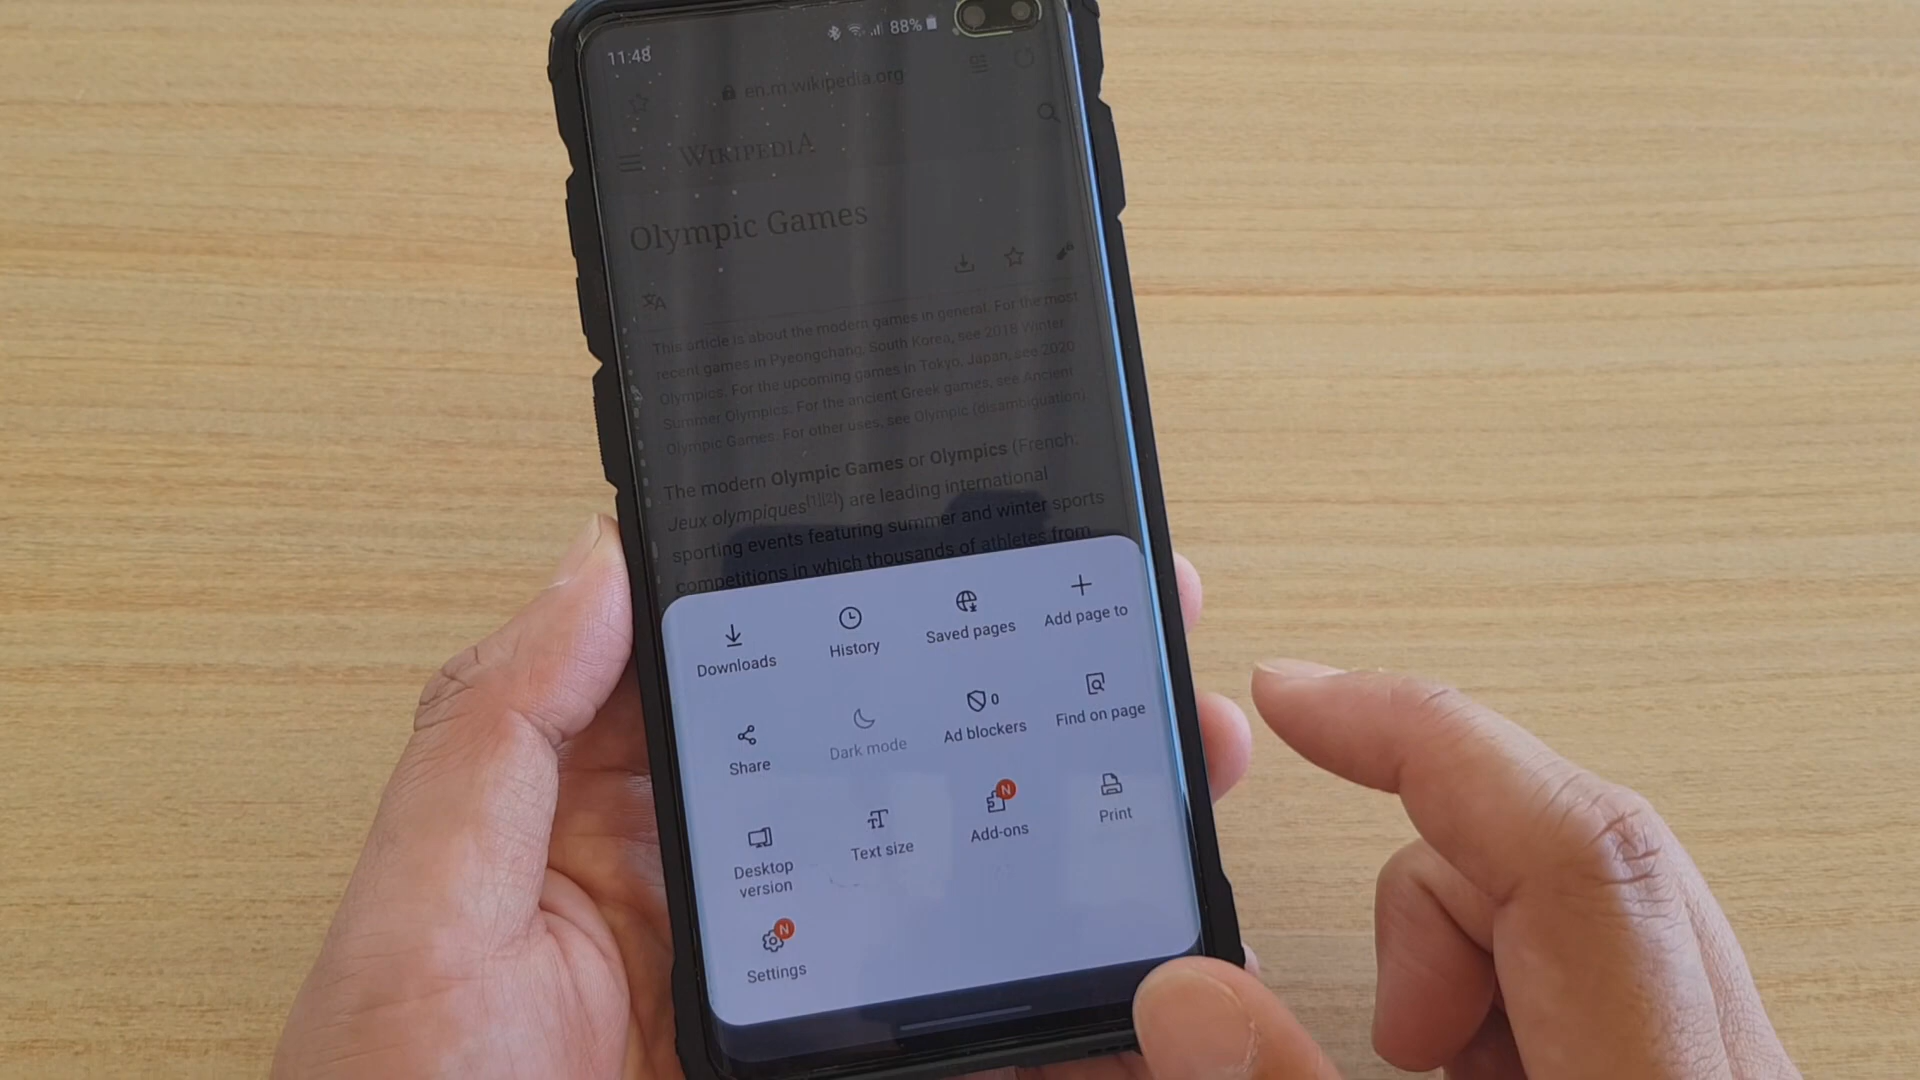 11:48
88%
en.m.wikipedia.org
WIKIPEDIA
Olympic Games
This article is about the modern games in general. For the most
recent games in Pyeongchang, South Korea, see 2018 Winter
Olympics. For the upcoming games in Tokyo, Japan, see 2020
Summer Olympics. For the ancient Greek games, see Ancient
Olympic Games. For other uses, see Olympic (disambiguation)
The modern Olympic Games or Olympics (French:
Jeux olympiques[1][2]) are leading international
sporting events featuring summer and winter sports
competitions in which thousands of athletes from
Downloads
History
Saved pages
Add page to
Share
Dark mode
0
Ad blockers
Find on page
Desktop
version
Text size
N
Add-ons
Print
N
Settings